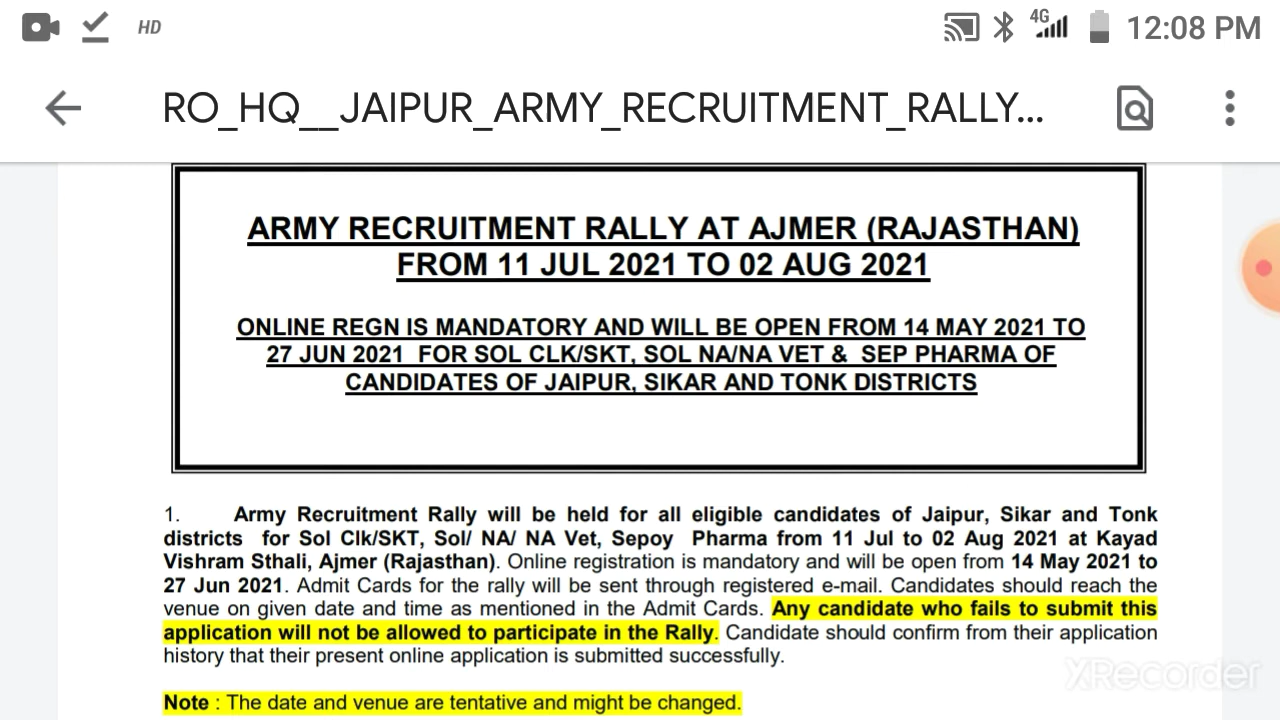 HD 4G 12:08 PM
RO_HQ__JAIPUR_ARMY_RECRUITMENT_RALLY...
ARMY RECRUITMENT RALLY AT AJMER (RAJASTHAN)
FROM 11 JUL 2021 TO 02 AUG 2021
ONLINE REGN IS MANDATORY AND WILL BE OPEN FROM 14 MAY 2021 TO
27 JUN 2021 FOR SOL CLK/SKT, SOL NA/NA VET & SEP PHARMA OF
CANDIDATES OF JAIPUR, SIKAR AND TONK DISTRICTS
1. Army Recruitment Rally will be held for all eligible candidates of Jaipur, Sikar and Tonk
districts for Sol Clk/SKT, Sol/ NA/ NA Vet, Sepoy Pharma from 11 Jul to 02 Aug 2021 at Kayad
Vishram Sthali, Ajmer (Rajasthan). Online registration is mandatory and will be open from 14 May 2021 to
27 Jun 2021. Admit Cards for the rally will be sent through registered e-mail. Candidates should reach the
venue on given date and time as mentioned in the Admit Cards. Any candidate who fails to submit this
application will not be allowed to participate in the Rally. Candidate should confirm from their application
history that their present online application is submitted successfully.
XRecorder
Note : The date and venue are tentative and might be changed.